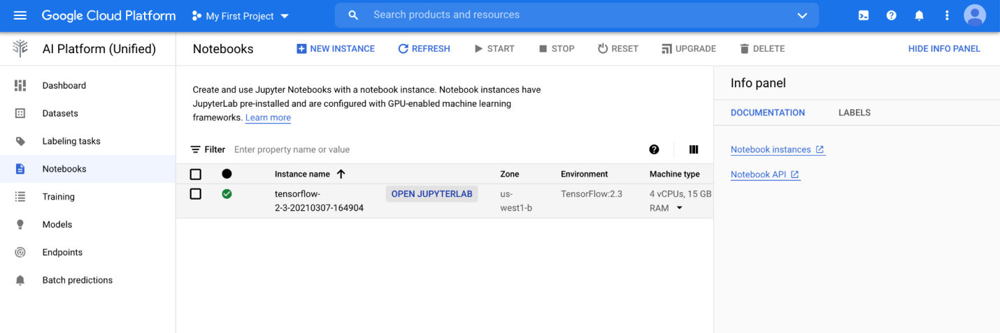 Google Cloud Platform
My First Project
Search products and resources
AI Platform (Unified)
Notebooks
NEW INSTANCE
REFRESH
START
STOP
RESET
UPGRADE
DELETE
HIDE INFO PANEL
Dashboard
Datasets
Labeling tasks
Notebooks
Training
Models
Endpoints
Batch predictions
Create and use Jupyter Notebooks with a notebook instance. Notebook instances have
JupyterLab pre-installed and are configured with GPU-enabled machine learning
frameworks. Learn more
Filter Enter property name or value
Instance name Zone Environment Machine type
tensorflow- OPEN JUPYTERLAB us- TensorFlow:2.3 4 vCPUs, 15 GB
2-3-20210307-164904 west1-b RAM
Info panel
DOCUMENTATION LABELS
Notebook instances
Notebook API